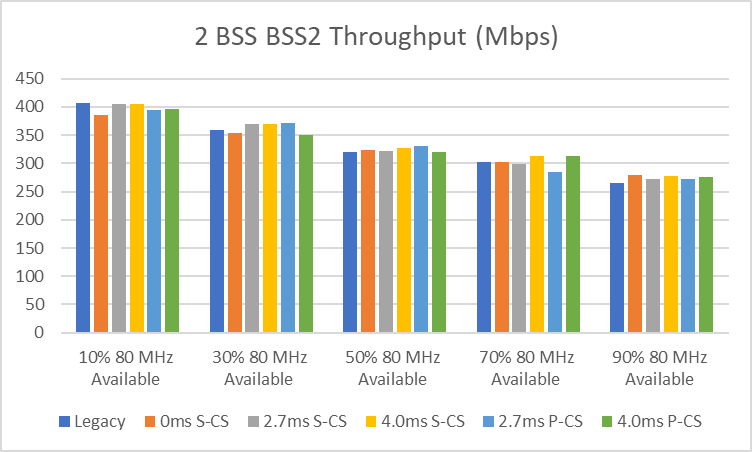 2 BSS BSS2 Throughput (Mbps)
450
400
350
300
250
200
150
100
50
0
10% 80 MHz
Available
30% 80 MHz
Available
50% 80 MHz
Available
70% 80 MHz
Available
90% 80 MHz
Available
Legacy 0ms S-CS 2.7ms S-CS 4.0ms S-CS 2.7ms P-CS 4.0ms P-CS